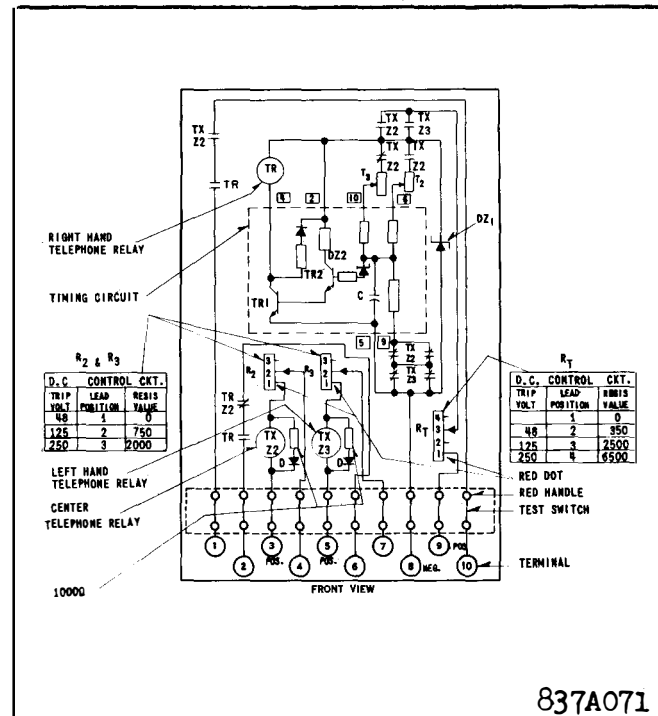 TX
Z2
TR
TX TX
Z2 Z3
TX TX
Z2 Z2
TR
T3 T2
4 2 10 6
DZ1
RIGHT HAND
TELEPHONE RELAY
DZ2
TR2
TIMING CIRCUIT
TR1
C
5 9
TX
Z2
TX
Z3
R2 & R3
D.C CONTROL CKT.
TRIP VOLT LEAD POSITION RESIS VALUE
48 1 0
125 2 750
250 3 2000
R2 3 2 1
R3 3 2 1
TR
Z2
TR
TX
Z2
D
TX
Z3
D
RT
D.C. CONTROL CKT.
TRIP VOLT LEAD POSITION RESIS VALUE
1 0
48 2 350
125 3 2500
250 4 6500
RT 4 3 2 1
LEFT HAND
TELEPHONE RELAY
CENTER
TELEPHONE RELAY
RED DOT
RED HANDLE
TEST SWITCH
1 3 5 7 9 POS.
POS. POS.
2 4 6 8 NEG. 10
TERMINAL
1000Ω
FRONT VIEW
837A071